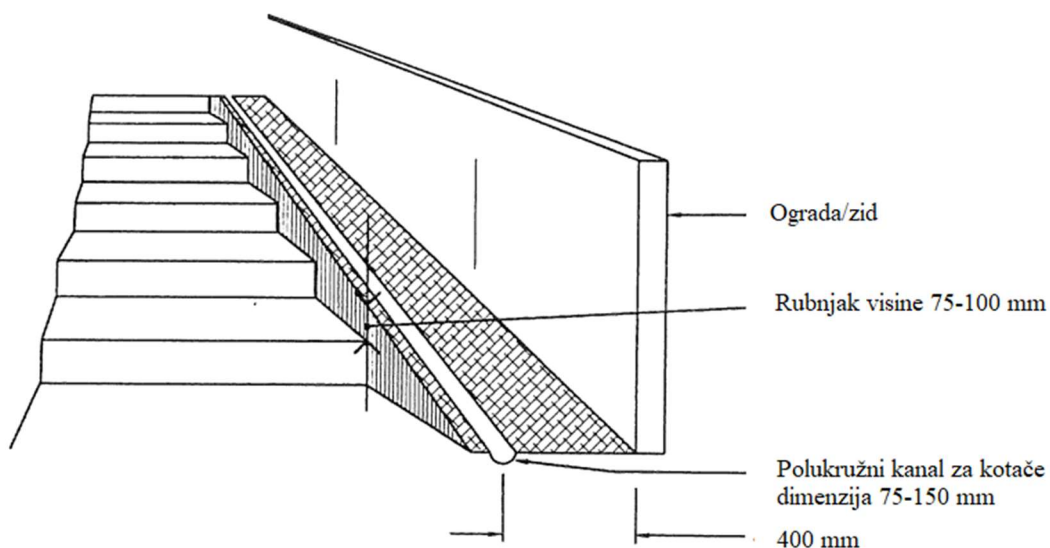 Ograda/zid
Rubnjak visine 75-100 mm
Polukružni kanal za kotače
dimenzija 75-150 mm
400 mm